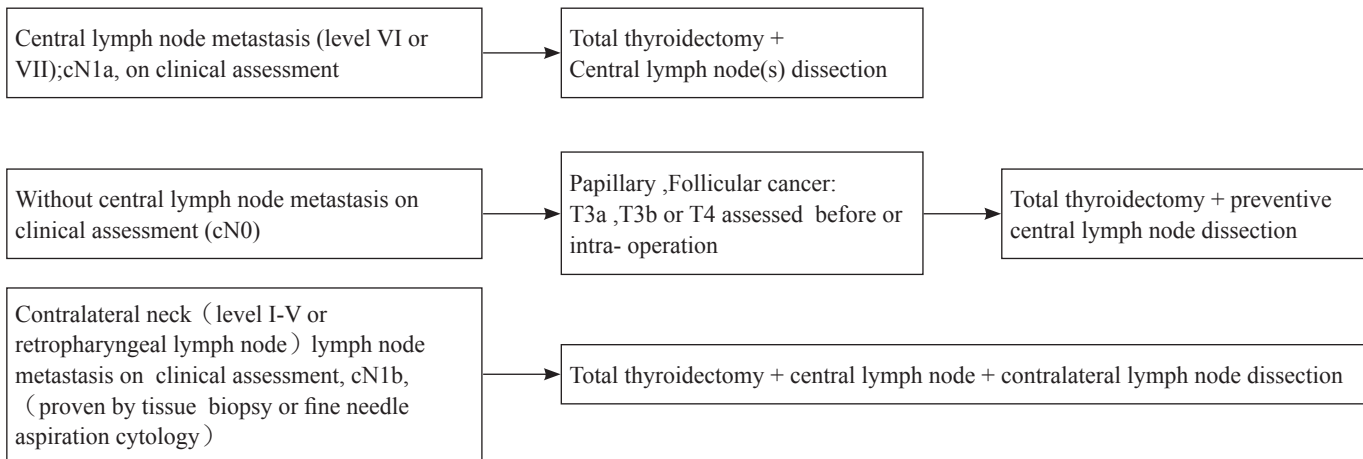 Central lymph node metastasis (level VI or
VII);cN1a, on clinical assessment
Total thyroidectomy +
Central lymph node(s) dissection
Without central lymph node metastasis on
clinical assessment (cN0)
Papillary ,Follicular cancer:
T3a ,T3b or T4 assessed before or
intra- operation
Total thyroidectomy + preventive
central lymph node dissection
Contralateral neck（level I-V or
retropharyngeal lymph node）lymph node
metastasis on clinical assessment, cN1b,
（proven by tissue biopsy or fine needle
aspiration cytology）
Total thyroidectomy + central lymph node + contralateral lymph node dissection